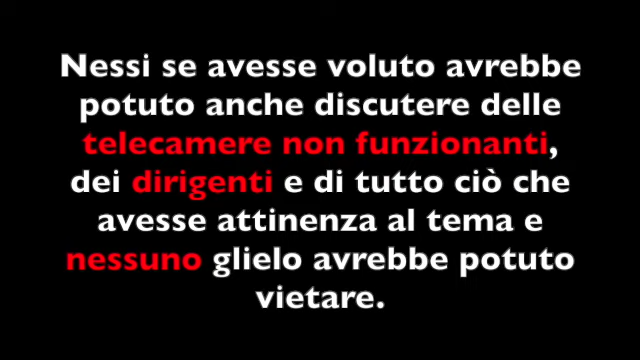 Nessi se avesse voluto avrebbe
potuto anche discutere delle
telecamere non funzionanti,
dei dirigenti e di tutto ciò che
avesse attinenza al tema e
nessuno glielo avrebbe potuto
vietare.